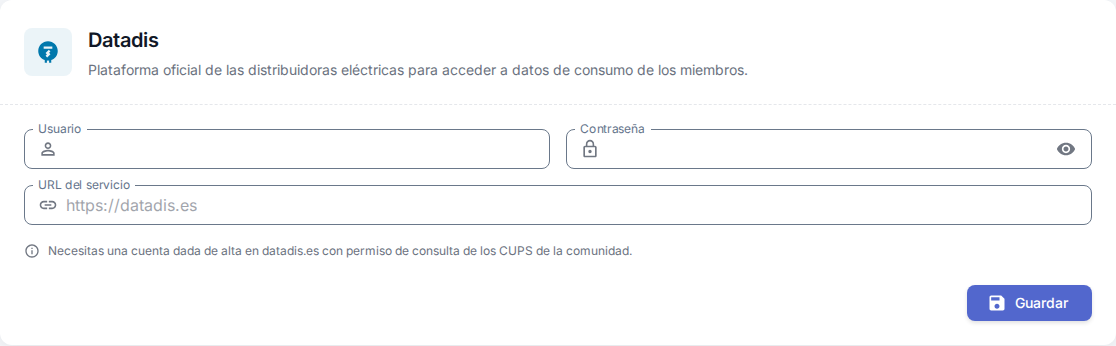 Datadis
Plataforma oficial de las distribuidoras eléctricas para acceder a datos de consumo de los miembros.
Usuario
Contraseña
URL del servicio
https://datadis.es
Necesitas una cuenta dada de alta en datadis.es con permiso de consulta de los CUPS de la comunidad.
Guardar